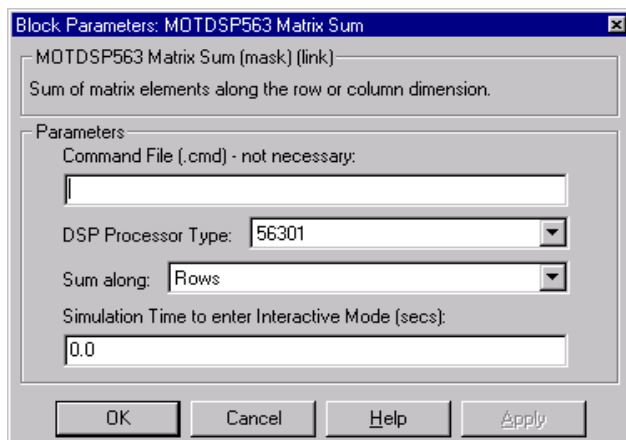 Block Parameters: MOTDSP563 Matrix Sum
MOTDSP563 Matrix Sum (mask) (link)
Sum of matrix elements along the row or column dimension.
Parameters
Command File (.cmd) - not necessary:
DSP Processor Type: 56301
Sum along: Rows
Simulation Time to enter Interactive Mode (secs):
0.0
OK Cancel Help Apply